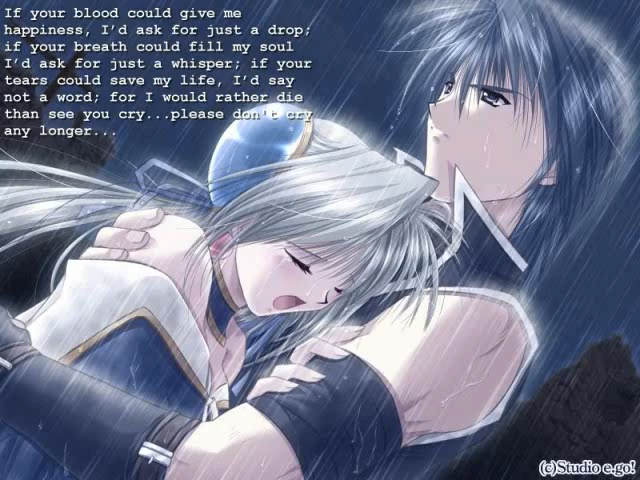 If your blood could give me
happiness, I'd ask for just a drop;
if your breath could fill my soul
I'd ask for just a whisper; if your
tears could save my life, I'd say
not a word; for I would rather die
than see you cry...please don't cry
any longer...
(c)Studio e.go!